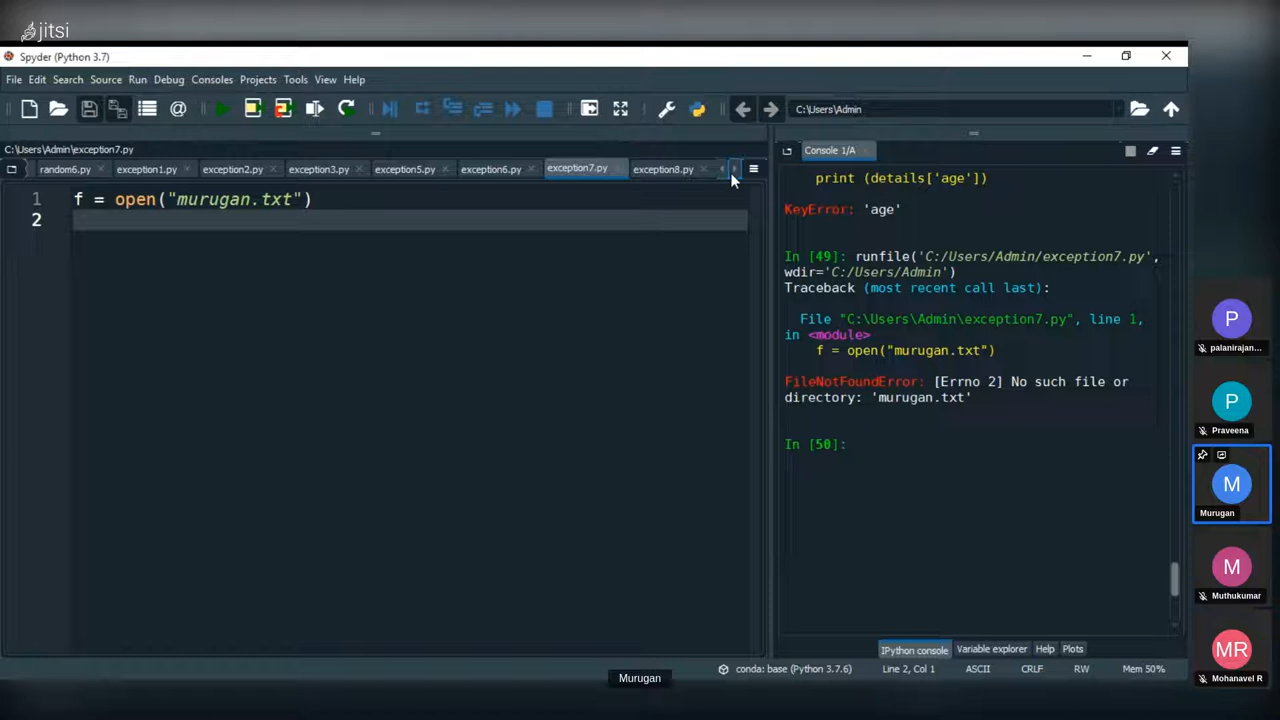 jitsi
Spyder (Python 3.7)
File Edit Search Source Run Debug Consoles Projects Tools View Help
C:\Users\Admin
C:\Users\Admin\exception7.py
random6.py exception1.py exception2.py exception3.py exception5.py exception6.py exception7.py exception8.py
1 f = open("murugan.txt")
2
Console 1/A
print (details['age'])
KeyError: 'age'
In [49]: runfile('C:/Users/Admin/exception7.py',
wdir='C:/Users/Admin')
Traceback (most recent call last):
File "C:\Users\Admin\exception7.py", line 1,
in <module>
f = open("murugan.txt")
FileNotFoundError: [Errno 2] No such file or
directory: 'murugan.txt'
In [50]:
IPython console Variable explorer Help Plots
conda: base (Python 3.7.6) Line 2, Col 1 ASCII CRLF RW Mem 50%
Murugan
P
palanirajan...
P
Praveena
M
Murugan
M
Muthukumar
MR
Mohanavel R